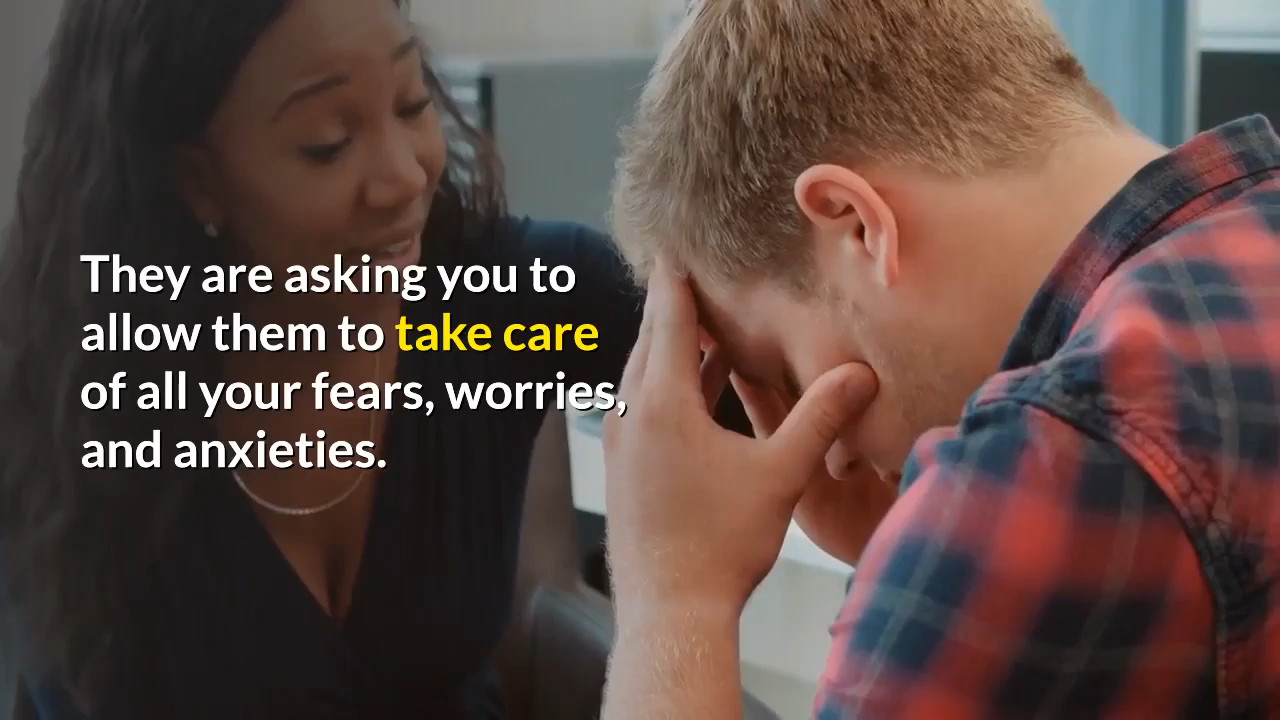 They are asking you to
allow them to take care
of all your fears, worries,
and anxieties.